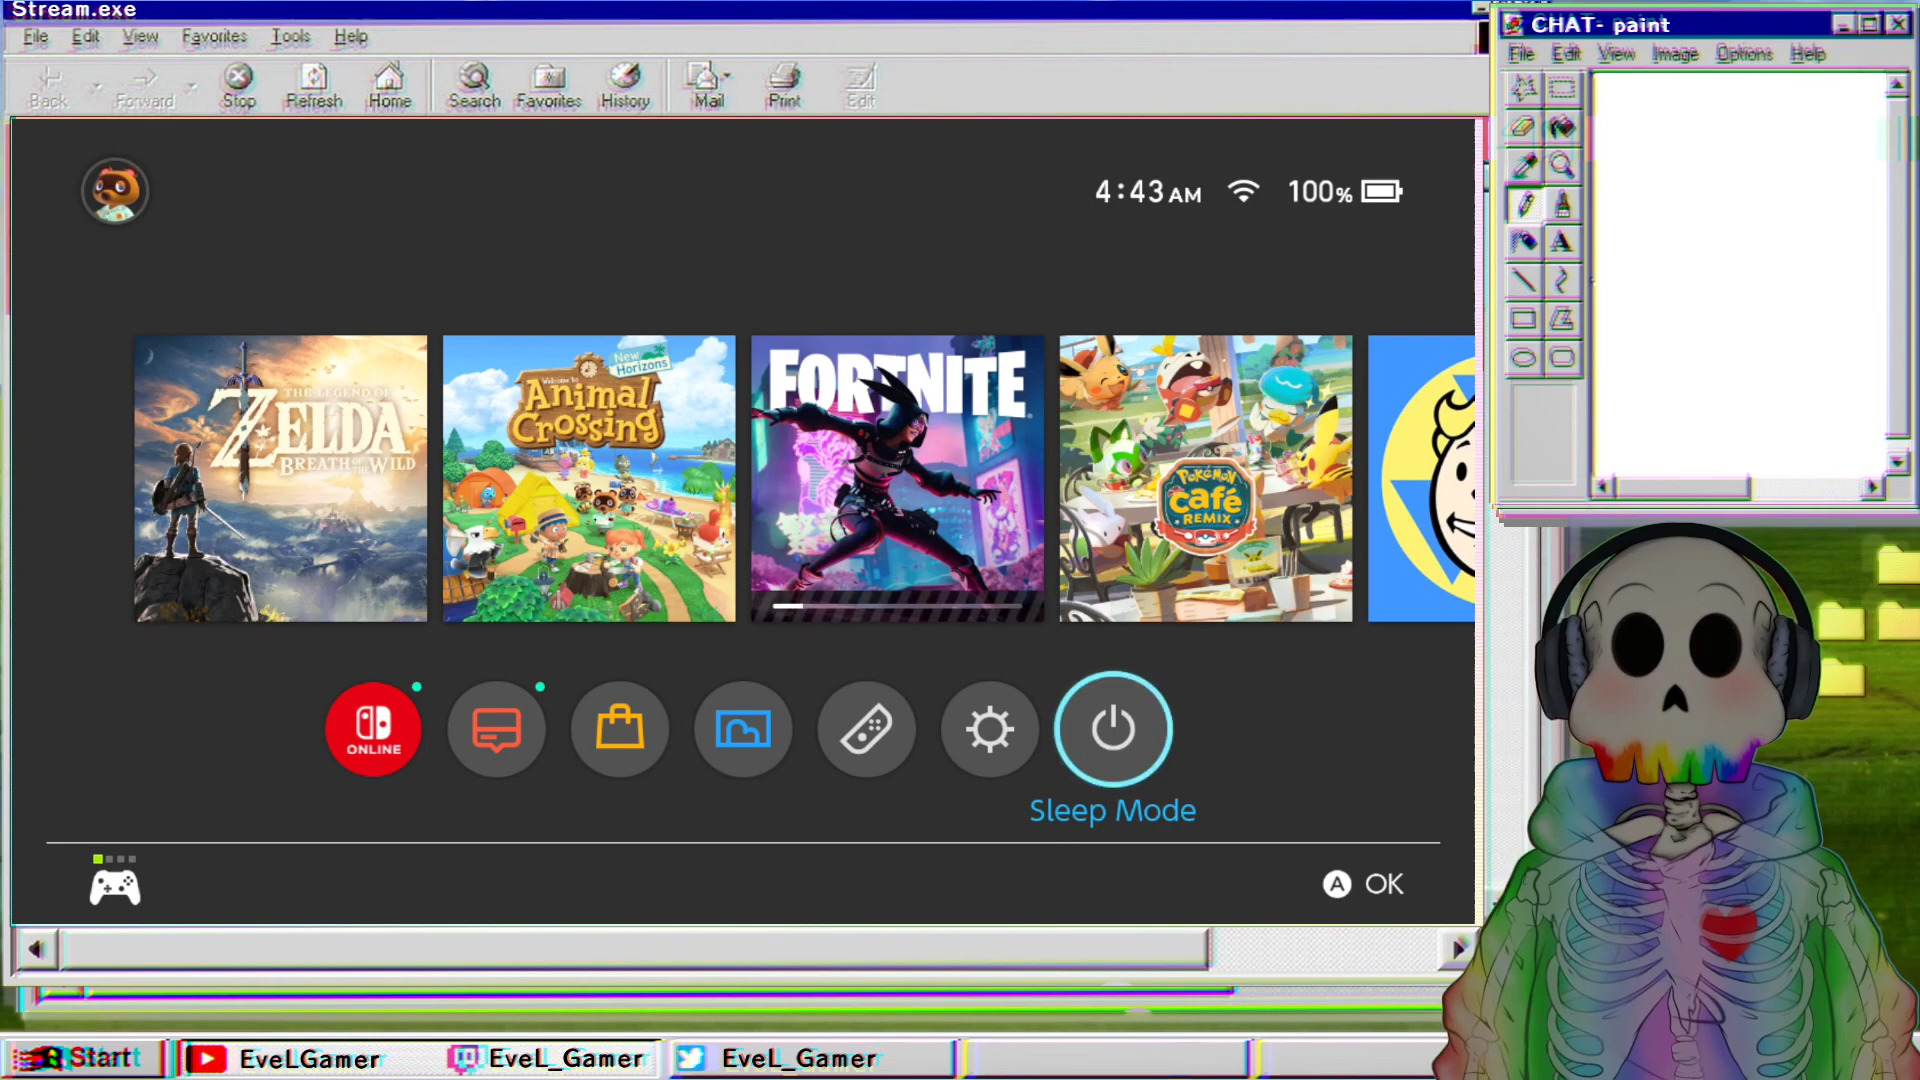 Stream.exe
File Edit View Favorites Tools Help
Back Forward Stop Refresh Home Search Favorites History Mail Print Edit
CHAT- paint
File Edit View Image Options Help
4:43 AM 100%
THE LEGEND OF
ZELDA
BREATH OF THE WILD
New
Horizons
Welcome to
Animal
Crossing
FORTNITE
Pokémon
café
REMIX
ONLINE
Sleep Mode
A OK
Start EveLGamer EveL_Gamer EveL_Gamer